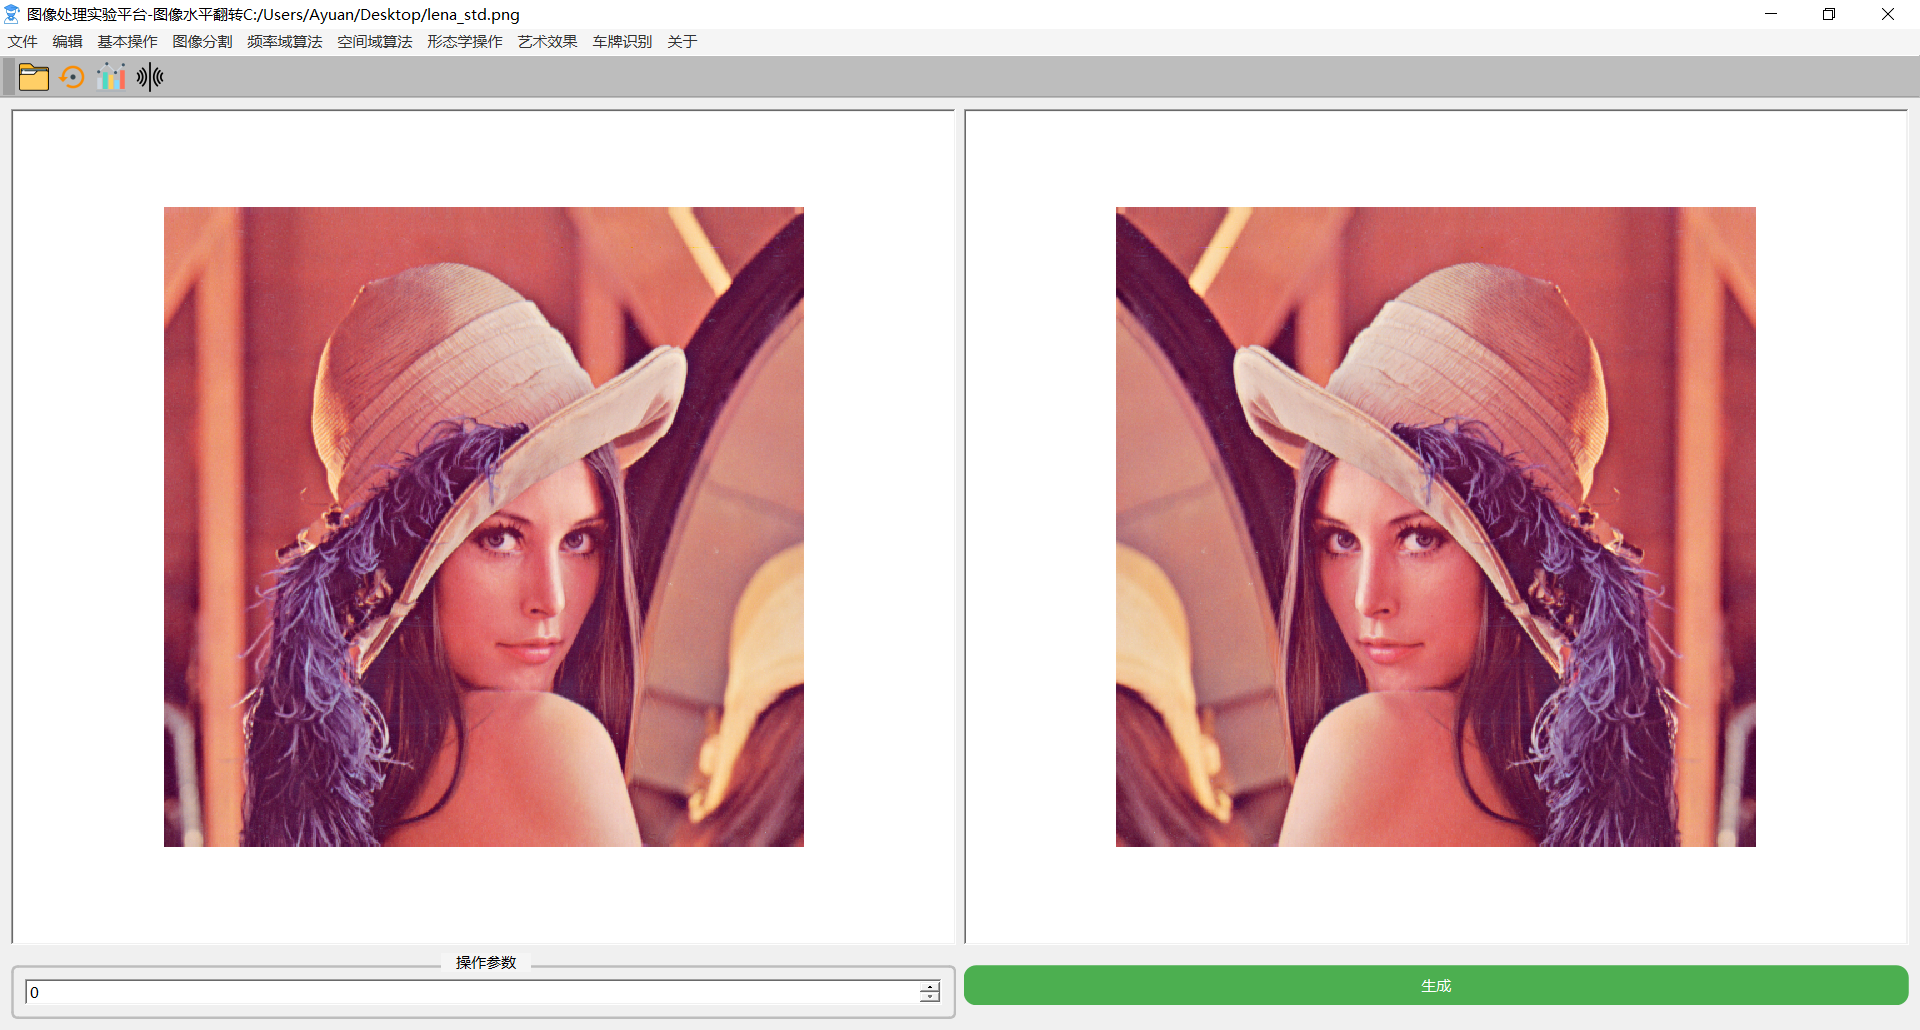 图像处理实验平台-图像水平翻转C:/Users/Ayuan/Desktop/lena_std.png
文件 编辑 基本操作 图像分割 频率域算法 空间域算法 形态学操作 艺术效果 车牌识别 关于
操作参数
0
生成